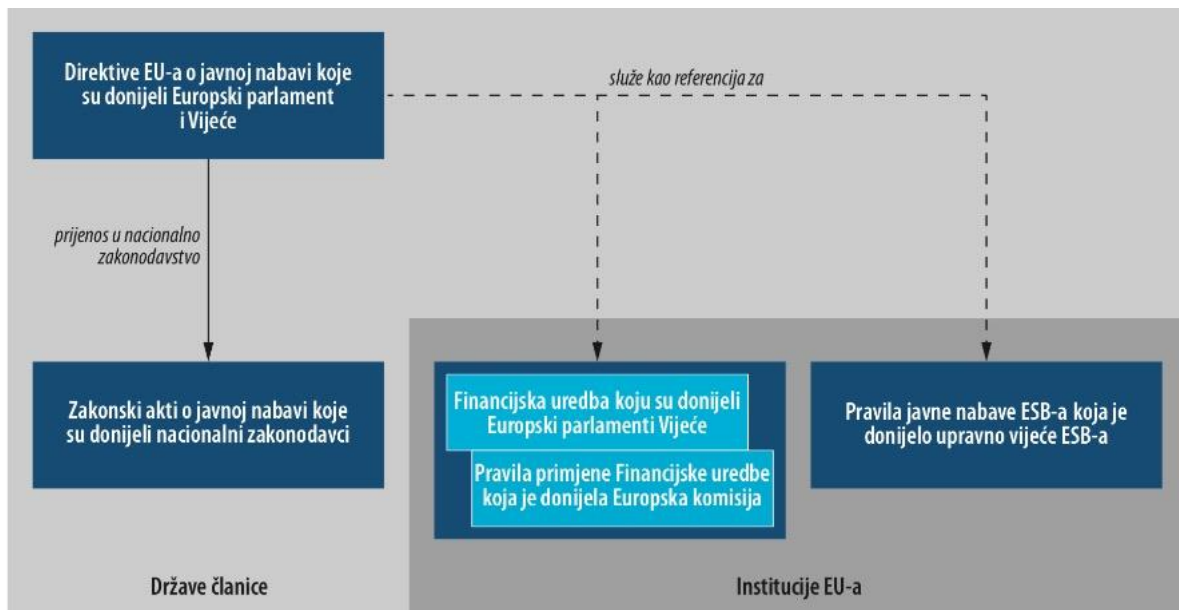 Direktive EU-a o javnoj nabavi koje
su donijeli Europski parlament
i Vijeće
služe kao referencija za
prijenos u nacionalno
zakonodavstvo
Zakonski akti o javnoj nabavi koje
su donijeli nacionalni zakonodavci
Financijska uredba koju su donijeli
Europski parlamenti Vijeće
Pravila primjene Financijske uredbe
koja je donijela Europska komisija
Pravila javne nabave ESB-a koja je
donijelo upravno vijeće ESB-a
Države članice
Institucije EU-a